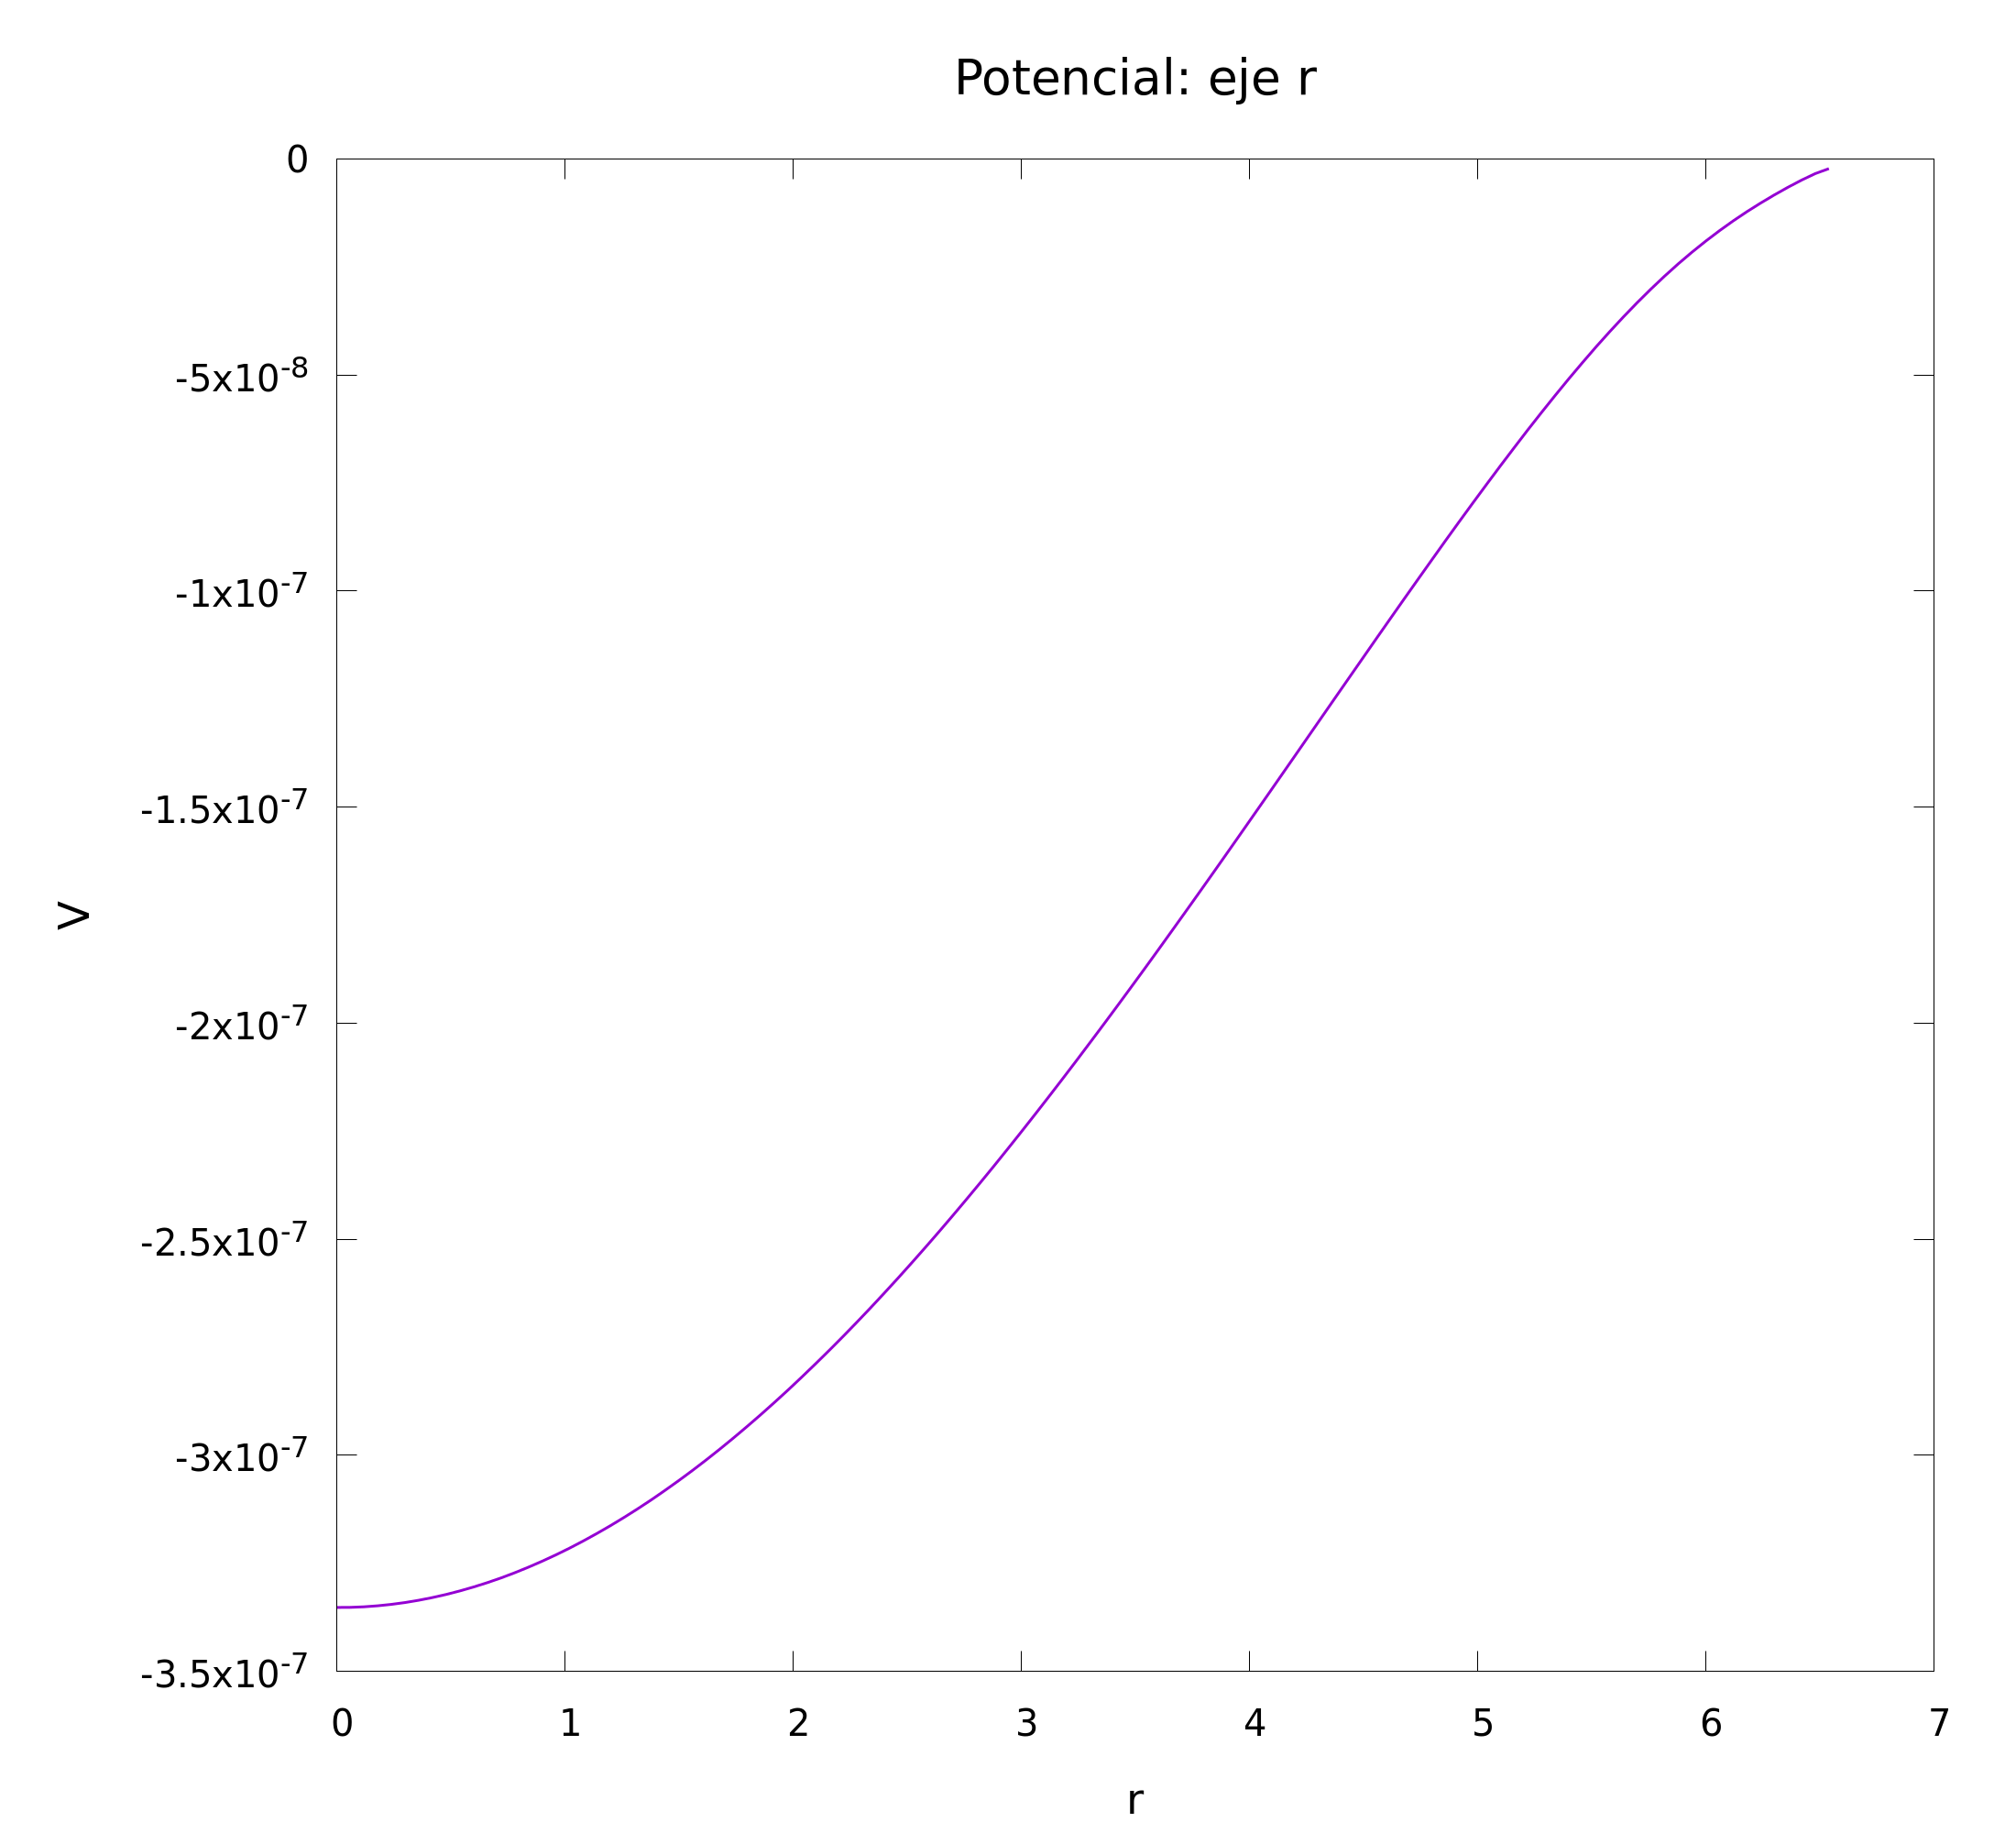 Potencial: eje r
0
-5x10⁻⁸
-1x10⁻⁷
-1.5x10⁻⁷
-2x10⁻⁷
-2.5x10⁻⁷
-3x10⁻⁷
-3.5x10⁻⁷
V
0 1 2 3 4 5 6 7
r